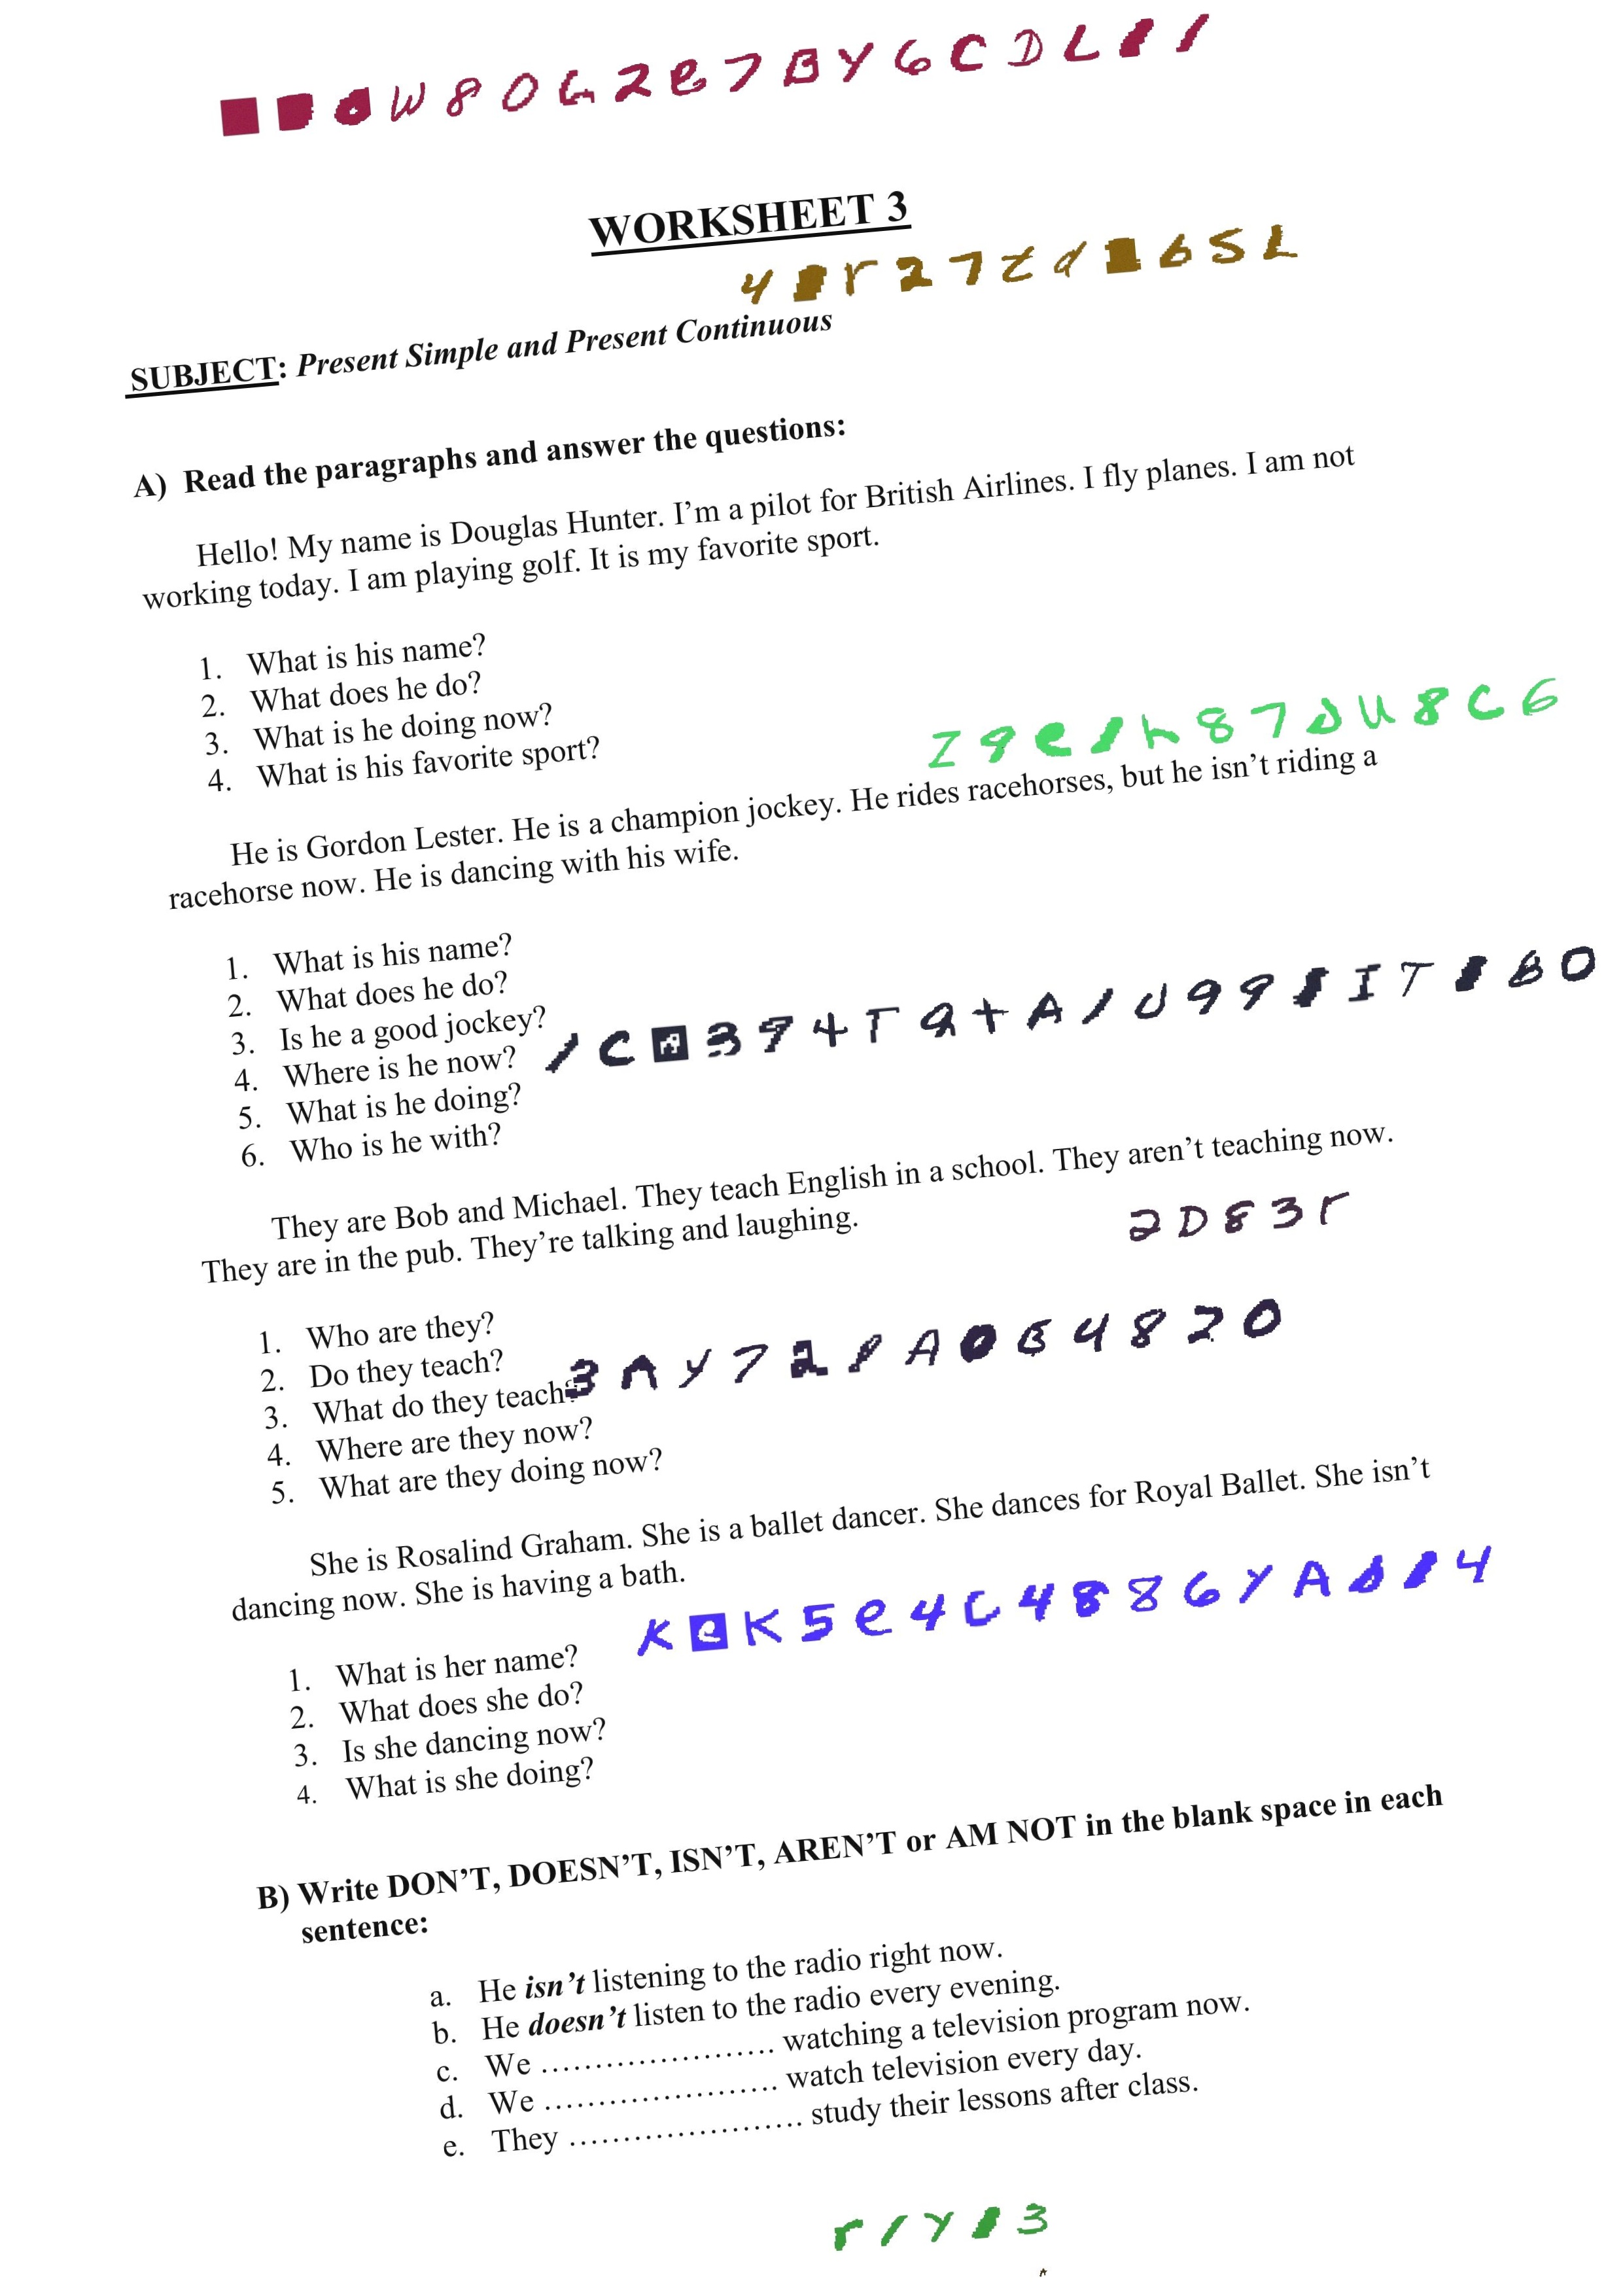 WORKSHEET 3
SUBJECT: Present Simple and Present Continuous
A) Read the paragraphs and answer the questions:
Hello! My name is Douglas Hunter. I’m a pilot for British Airlines. I fly planes. I am not
working today. I am playing golf. It is my favorite sport.
1. What is his name?
2. What does he do?
3. What is he doing now?
4. What is his favorite sport?
He is Gordon Lester. He is a champion jockey. He rides racehorses, but he isn’t riding a
racehorse now. He is dancing with his wife.
1. What is his name?
2. What does he do?
3. Is he a good jockey?
4. Where is he now?
5. What is he doing?
6. Who is he with?
They are Bob and Michael. They teach English in a school. They aren’t teaching now.
They are in the pub. They’re talking and laughing.
2D83r
1. Who are they?
2. Do they teach?
3. What do they teach?
4. Where are they now?
5. What are they doing now?
She is Rosalind Graham. She is a ballet dancer. She dances for Royal Ballet. She isn’t
dancing now. She is having a bath.
1. What is her name?
2. What does she do?
3. Is she dancing now?
4. What is she doing?
B) Write DON’T, DOESN’T, ISN’T, AREN’T or AM NOT in the blank space in each
sentence:
a. He isn’t listening to the radio right now.
b. He doesn’t listen to the radio every evening.
c. We ...................... watching a television program now.
d. We ...................... watch television every day.
e. They ...................... study their lessons after class.